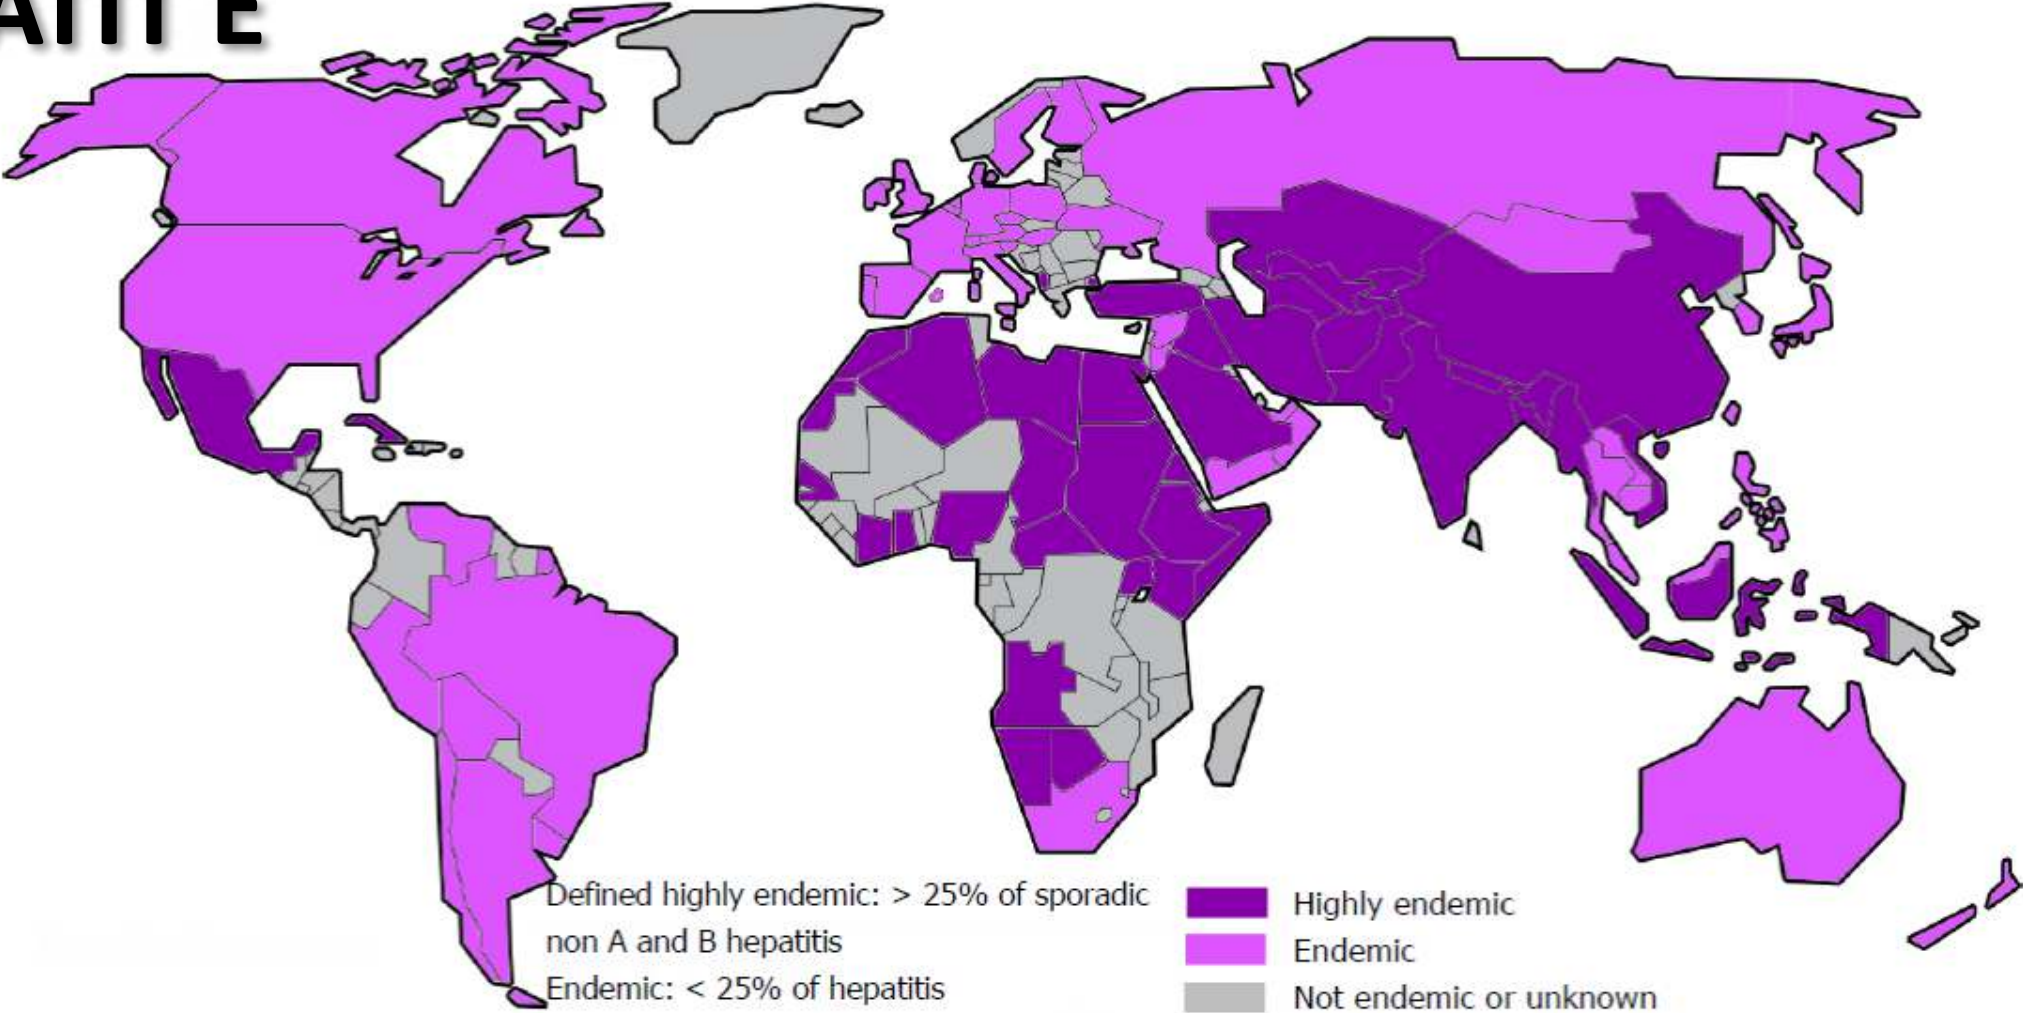 Defined highly endemic: > 25% of sporadic
non A and B hepatitis
Endemic: < 25% of hepatitis
Highly endemic
Endemic
Not endemic or unknown